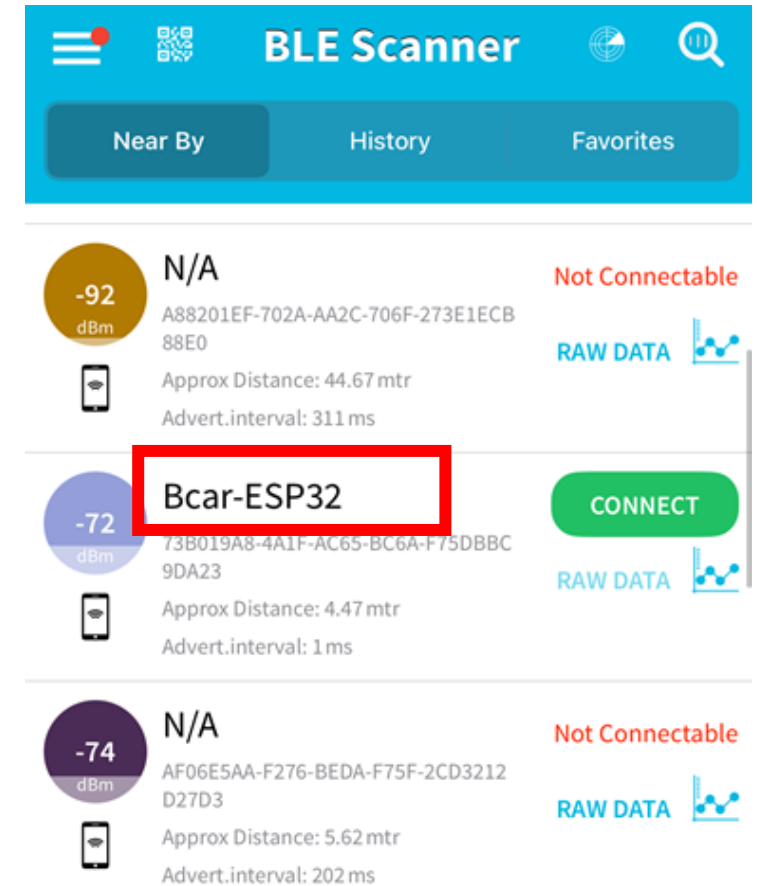 BLE Scanner
Near By History Favorites
-92
dBm
N/A
A88201EF-702A-AA2C-706F-273E1ECB
88E0
Approx Distance: 44.67 mtr
Advert.interval: 311 ms
Not Connectable
RAW DATA
-72
dBm
Bcar-ESP32
73B019A8-4A1F-AC65-BC6A-F75DBBC
9DA23
Approx Distance: 4.47 mtr
Advert.interval: 1 ms
CONNECT
RAW DATA
-74
dBm
N/A
AF06E5AA-F276-BEDA-F75F-2CD3212
D27D3
Approx Distance: 5.62 mtr
Advert.interval: 202 ms
Not Connectable
RAW DATA